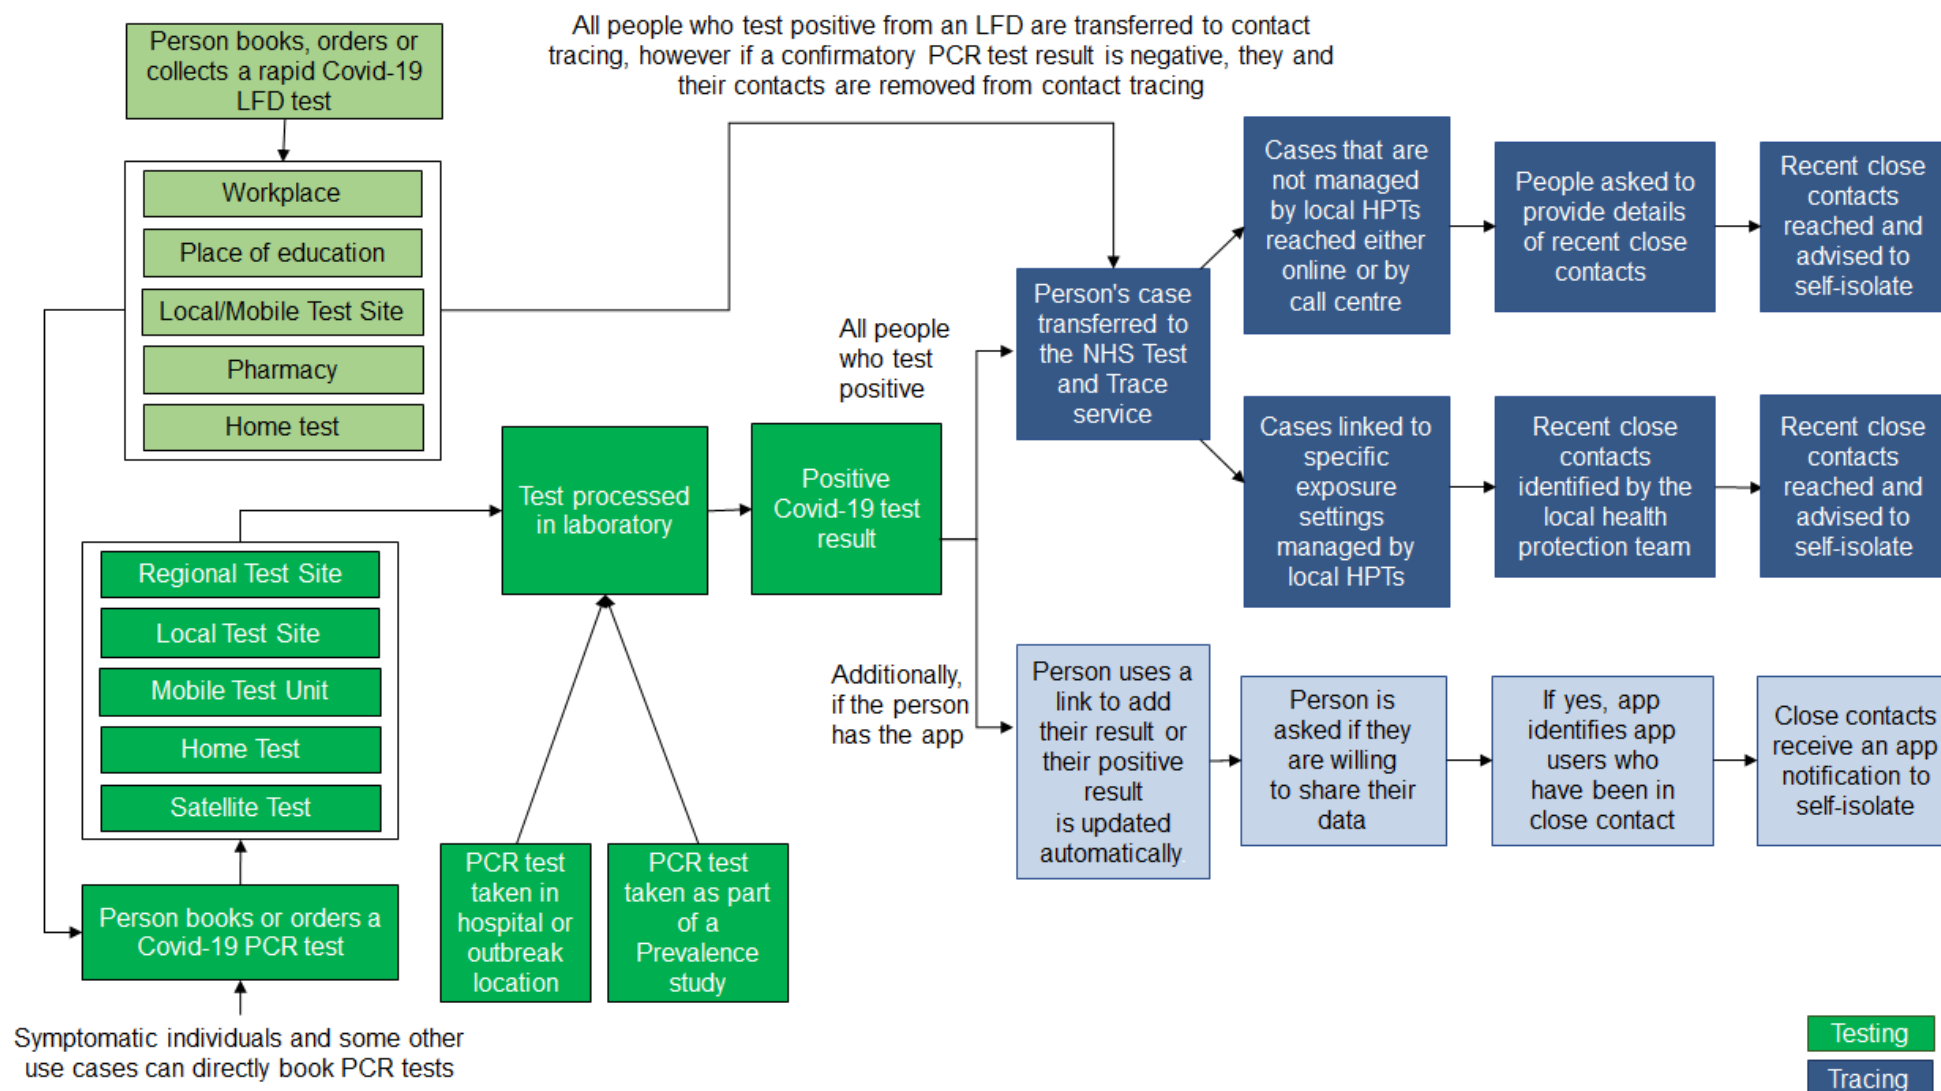 Person books, orders or
collects a rapid Covid-19
LFD test
All people who test positive from an LFD are transferred to contact
tracing, however if a confirmatory PCR test result is negative, they and
their contacts are removed from contact tracing
Workplace
Place of education
Local/Mobile Test Site
Pharmacy
Home test
Regional Test Site
Local Test Site
Mobile Test Unit
Home Test
Satellite Test
Person books or orders a
Covid-19 PCR test
Symptomatic individuals and some other
use cases can directly book PCR tests
Test processed
in laboratory
PCR test
taken in
hospital or
outbreak
location
PCR test
taken as part
of a
Prevalence
study
Positive
Covid-19 test
result
All people
who test
positive
Person's case
transferred to
the NHS Test
and Trace
service
Cases that are
not managed
by local HPTs
reached either
online or by
call centre
People asked to
provide details
of recent close
contacts
Recent close
contacts
reached and
advised to
self-isolate
Cases linked to
specific
exposure
settings
managed by
local HPTs
Recent close
contacts
identified by the
local health
protection team
Recent close
contacts
reached and
advised to
self-isolate
Additionally,
if the person
has the app
Person uses a
link to add
their result or
their positive
result
is updated
automatically.
Person is
asked if they
are willing
to share their
data
If yes, app
identifies app
users who
have been in
close contact
Close contacts
receive an app
notification to
self-isolate
Testing
Tracing